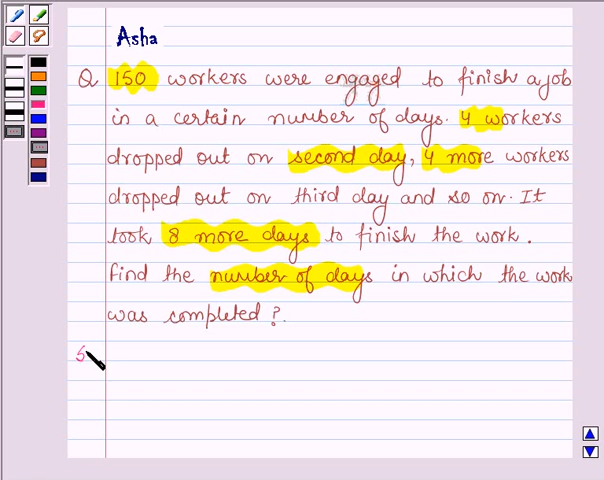 Asha
Q 150 workers were engaged to finish a job
in a certain number of days. 4 workers
dropped out on second day, 4 more workers
dropped out on third day and so on. It
took 8 more days to finish the work.
Find the number of days in which the work
was completed?
S